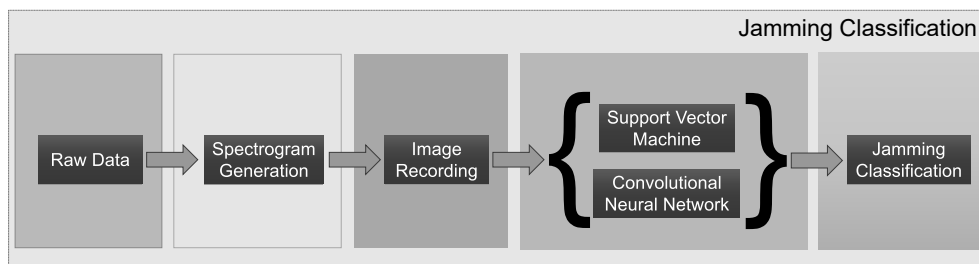 Jamming Classification
Raw Data
Spectrogram
Generation
Image
Recording
Support Vector
Machine
Convolutional
Neural Network
Jamming
Classification